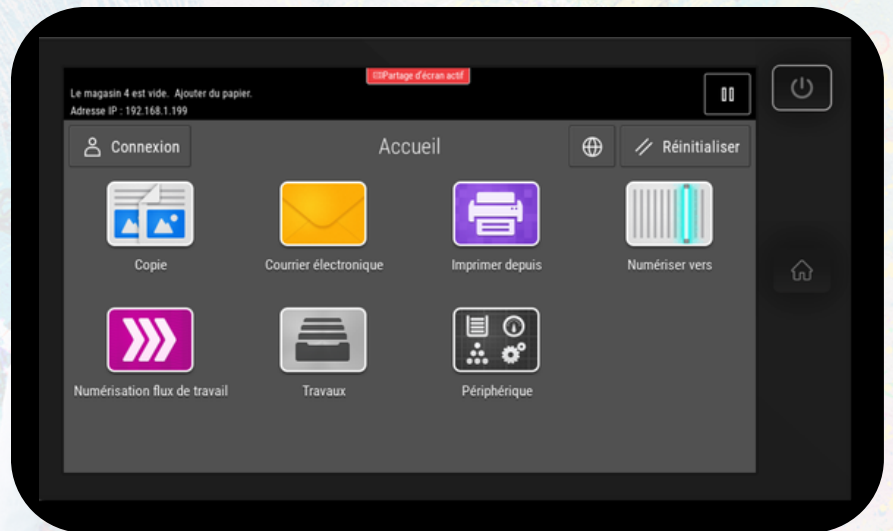 Partage d'écran actif
Le magasin 4 est vide. Ajouter du papier.
Adresse IP : 192.168.1.199
Connexion
Accueil
Réinitialiser
Copie
Courrier électronique
Imprimer depuis
Numériser vers
Numérisation flux de travail
Travaux
Périphérique